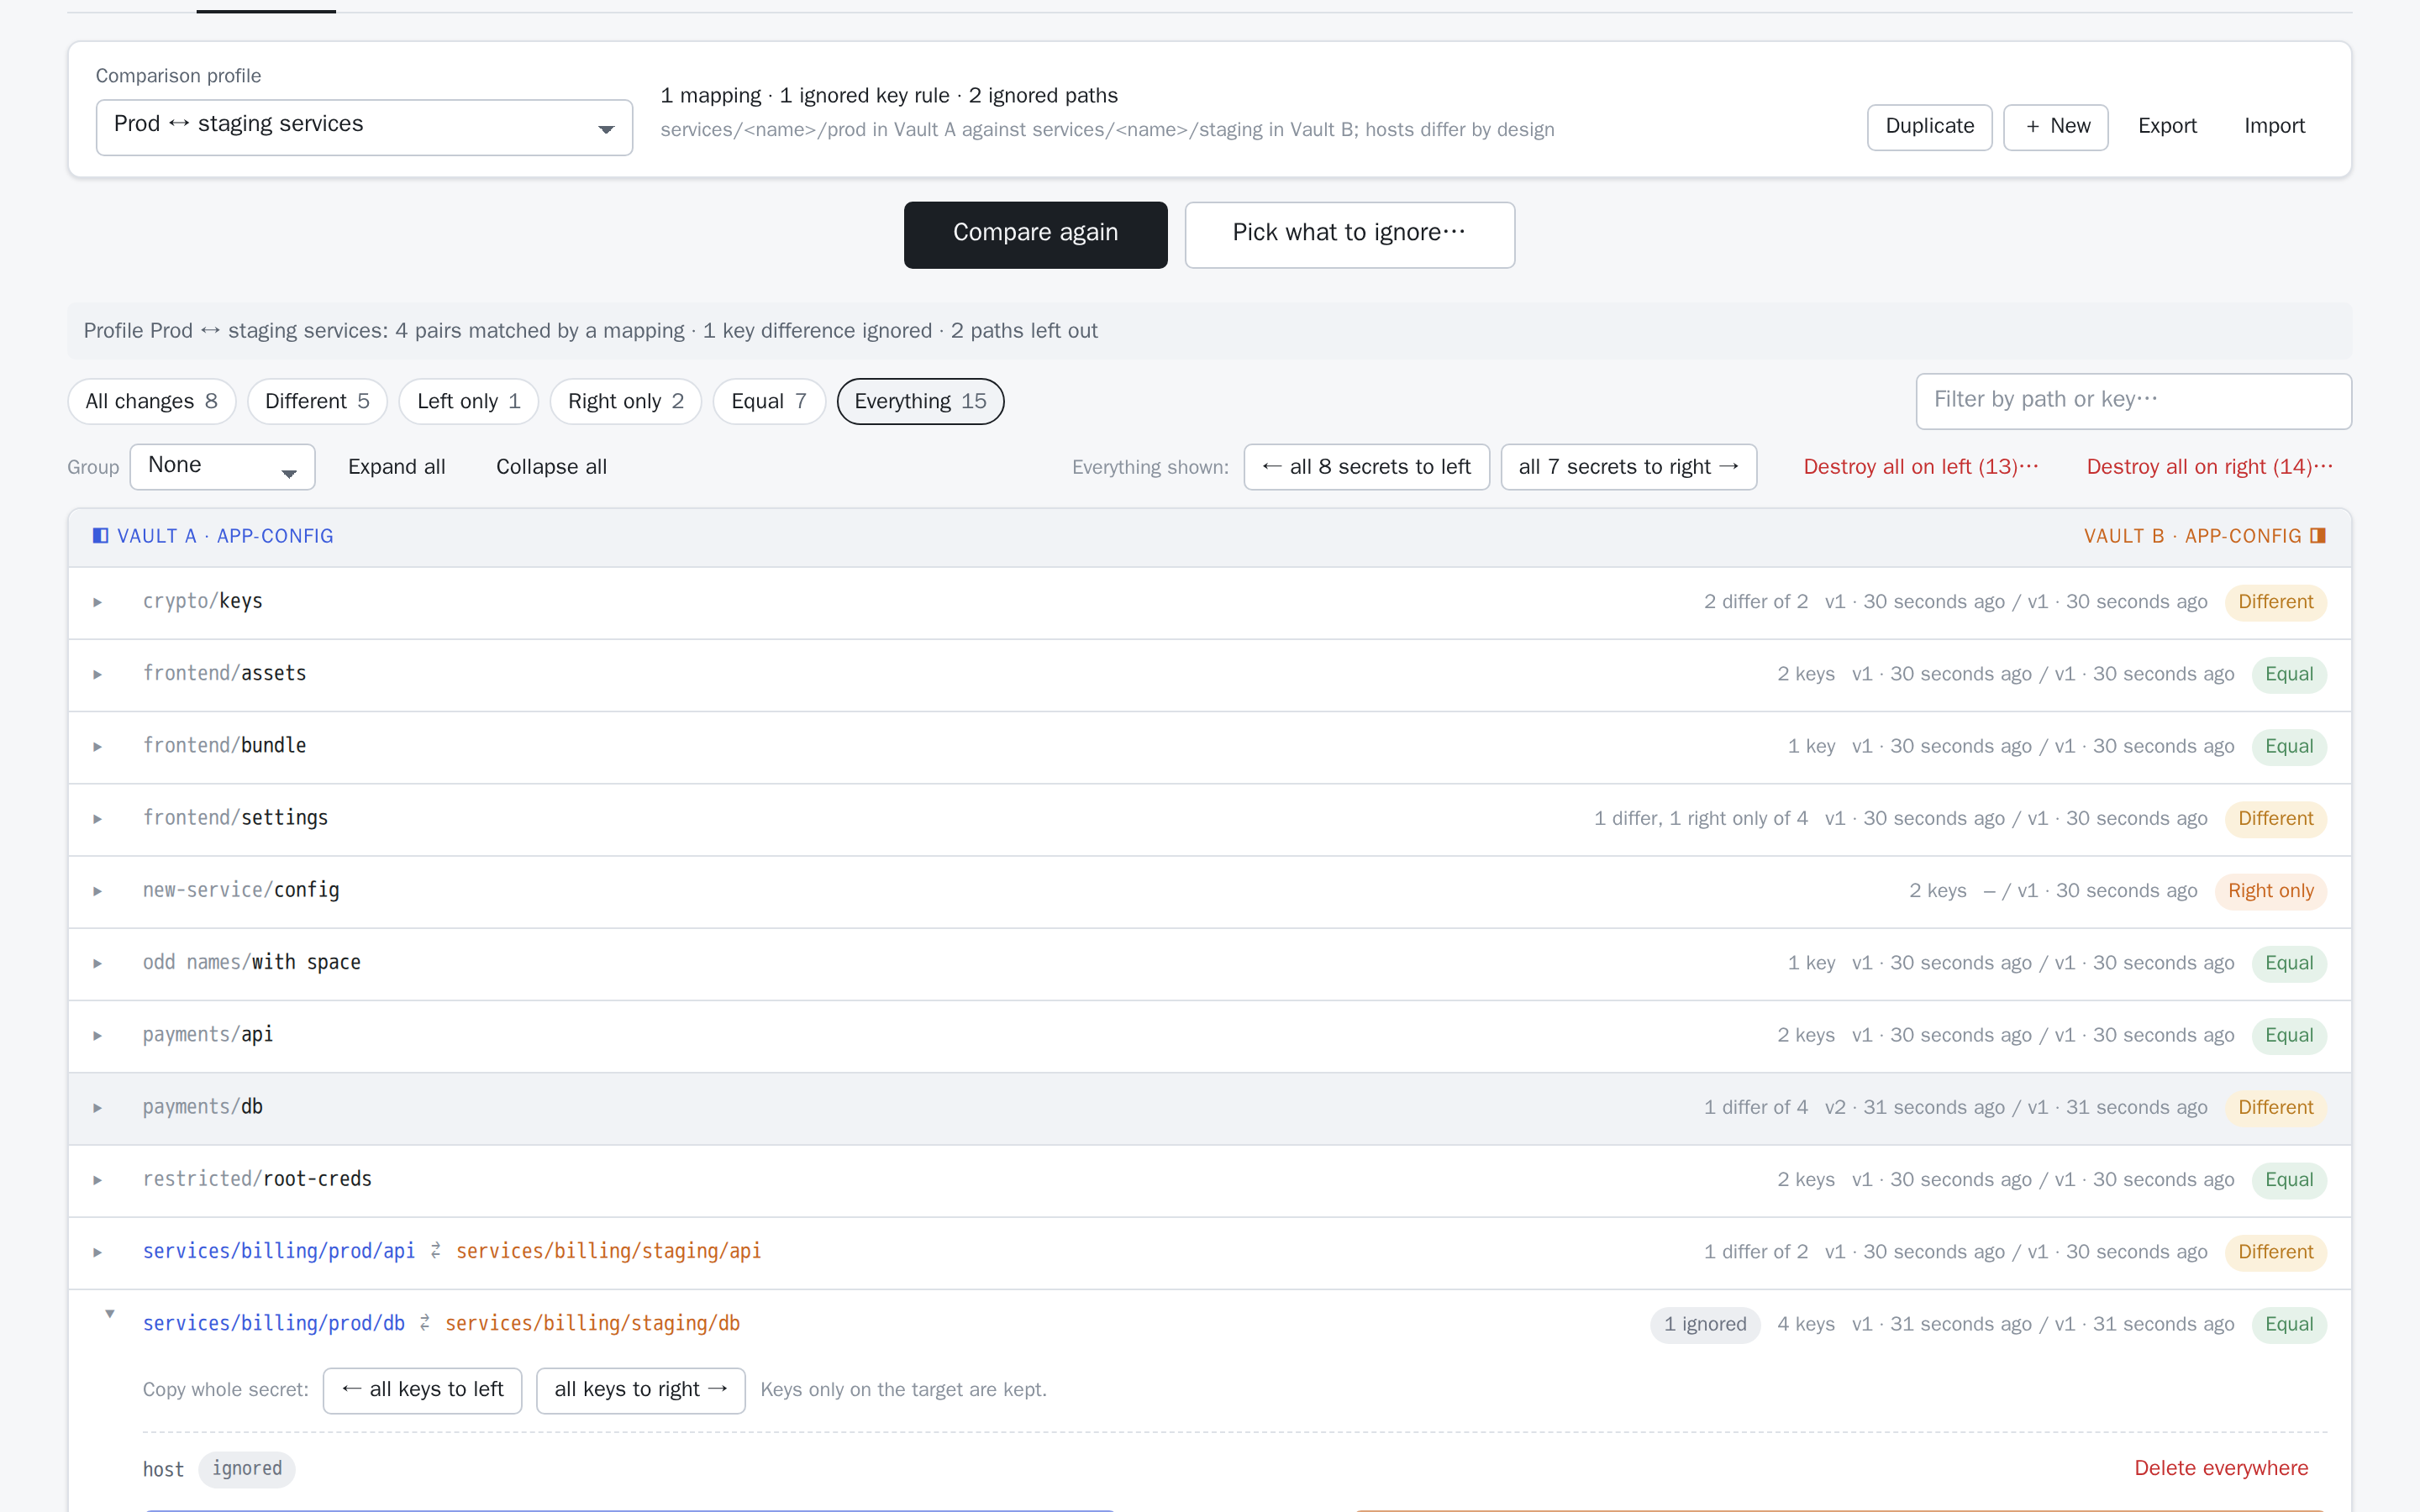 Comparison profile
Prod ↔ staging services
1 mapping · 1 ignored key rule · 2 ignored paths
services/<name>/prod in Vault A against services/<name>/staging in Vault B; hosts differ by design
Duplicate + New Export Import
Compare again Pick what to ignore···
Profile Prod ↔ staging services: 4 pairs matched by a mapping · 1 key difference ignored · 2 paths left out
All changes 8 Different 5 Left only 1 Right only 2 Equal 7 Everything 15 Filter by path or key···
Group None Expand all Collapse all Everything shown: ← all 8 secrets to left all 7 secrets to right → Destroy all on left (13)··· Destroy all on right (14)···
VAULT A · APP-CONFIG VAULT B · APP-CONFIG
crypto/keys 2 differ of 2 v1 · 30 seconds ago / v1 · 30 seconds ago Different
frontend/assets 2 keys v1 · 30 seconds ago / v1 · 30 seconds ago Equal
frontend/bundle 1 key v1 · 30 seconds ago / v1 · 30 seconds ago Equal
frontend/settings 1 differ, 1 right only of 4 v1 · 30 seconds ago / v1 · 30 seconds ago Different
new-service/config 2 keys – / v1 · 30 seconds ago Right only
odd names/with space 1 key v1 · 30 seconds ago / v1 · 30 seconds ago Equal
payments/api 2 keys v1 · 30 seconds ago / v1 · 30 seconds ago Equal
payments/db 1 differ of 4 v2 · 31 seconds ago / v1 · 31 seconds ago Different
restricted/root-creds 2 keys v1 · 30 seconds ago / v1 · 30 seconds ago Equal
services/billing/prod/api ⇄ services/billing/staging/api 1 differ of 2 v1 · 30 seconds ago / v1 · 30 seconds ago Different
services/billing/prod/db ⇄ services/billing/staging/db 1 ignored 4 keys v1 · 31 seconds ago / v1 · 31 seconds ago Equal
Copy whole secret: ← all keys to left all keys to right → Keys only on the target are kept.
host ignored Delete everywhere